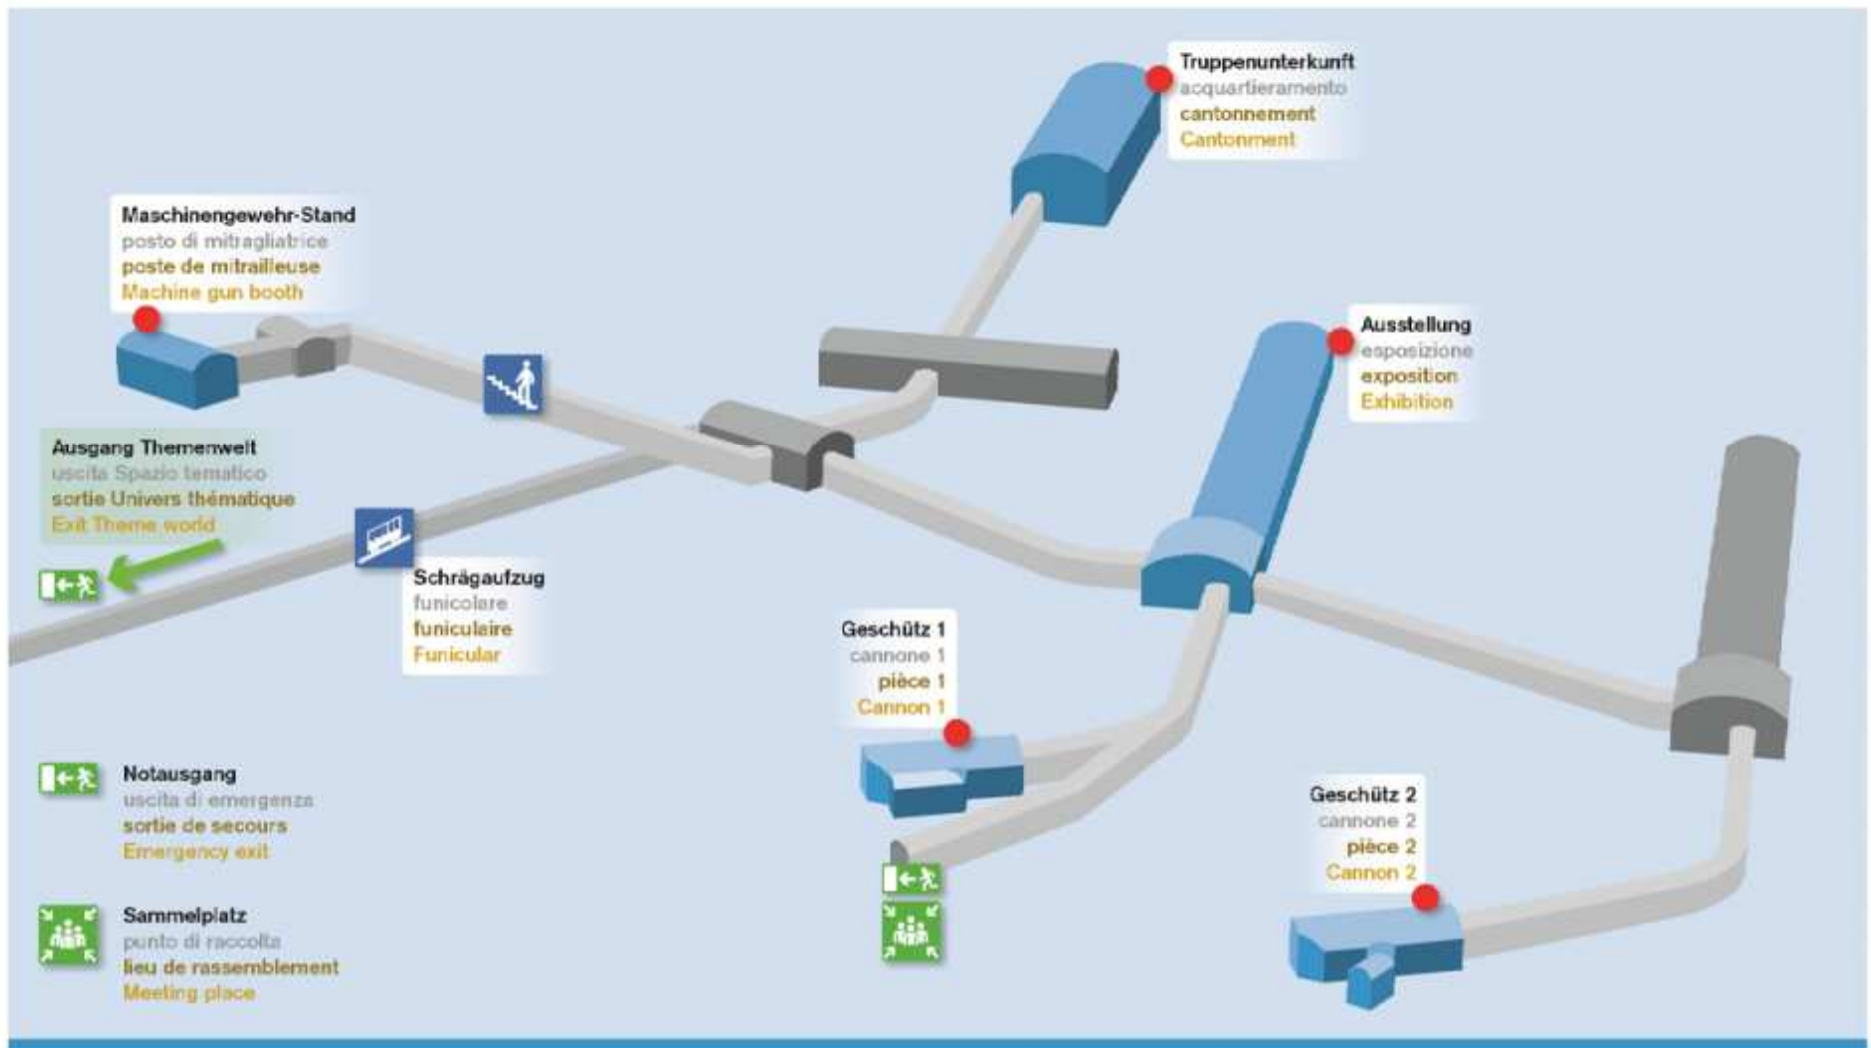 Truppenunterkunft
acquartieramento
cantonnement
Cantonment
Maschinengewehr-Stand
posto di mitragliatrice
poste de mitrailleuse
Machine gun booth
Ausstellung
esposizione
exposition
Exhibition
Ausgang Themenwelt
uscita Spazio tematico
sortie Univers thématique
Exit Theme world
Schrägaufzug
funicolare
funiculaire
Funicular
Geschütz 1
cannone 1
pièce 1
Cannon 1
Notausgang
uscita di emergenza
sortie de secours
Emergency exit
Geschütz 2
cannone 2
pièce 2
Cannon 2
Sammelplatz
punto di raccolta
lieu de rassemblement
Meeting place